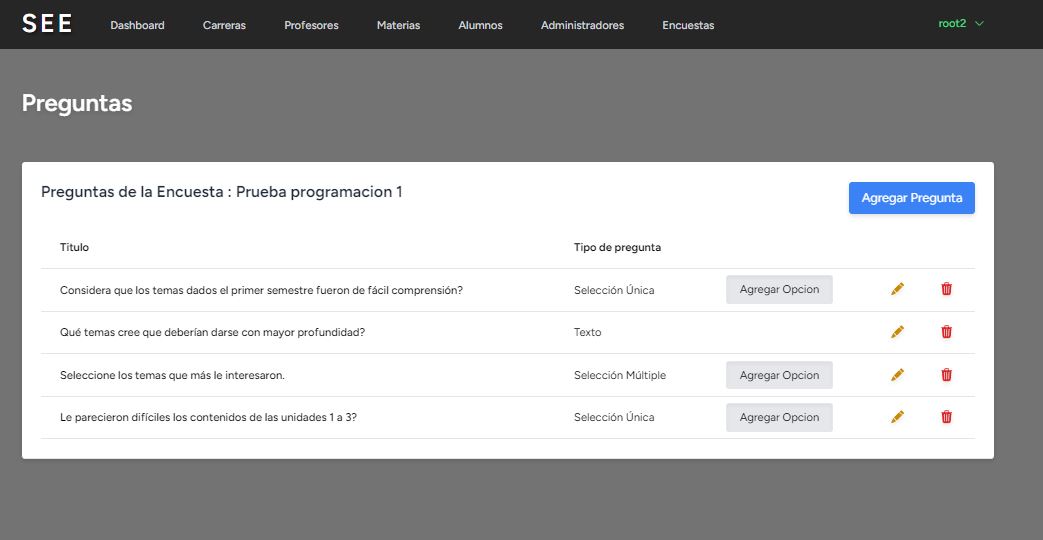 SEE Dashboard Carreras Profesores Materias Alumnos Administradores Encuestas root2
Preguntas
Preguntas de la Encuesta : Prueba programacion 1 Agregar Pregunta
Titulo Tipo de pregunta
Considera que los temas dados el primer semestre fueron de fácil comprensión? Selección Única Agregar Opcion
Qué temas cree que deberían darse con mayor profundidad? Texto
Seleccione los temas que más le interesaron. Selección Múltiple Agregar Opcion
Le parecieron difíciles los contenidos de las unidades 1 a 3? Selección Única Agregar Opcion